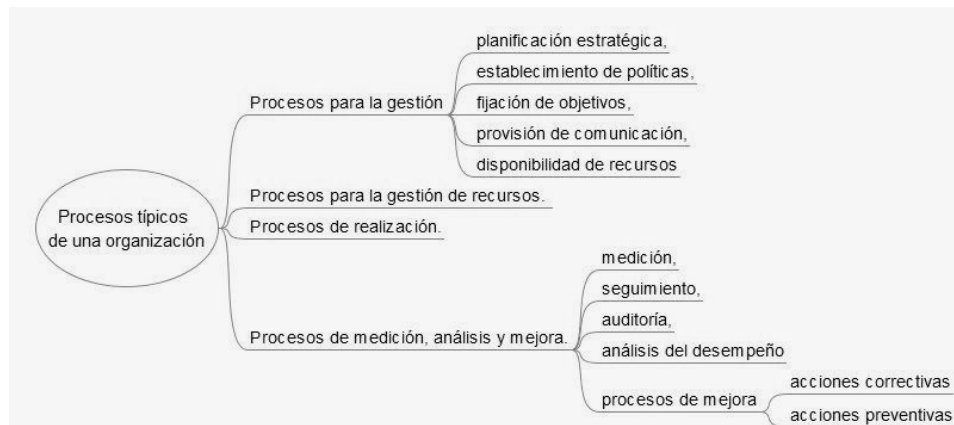 Procesos típicos
de una organización
Procesos para la gestión
planificación estratégica,
establecimiento de políticas,
fijación de objetivos,
provisión de comunicación,
disponibilidad de recursos
Procesos para la gestión de recursos.
Procesos de realización.
Procesos de medición, análisis y mejora.
medición,
seguimiento,
auditoría,
análisis del desempeño
procesos de mejora
acciones correctivas
acciones preventivas